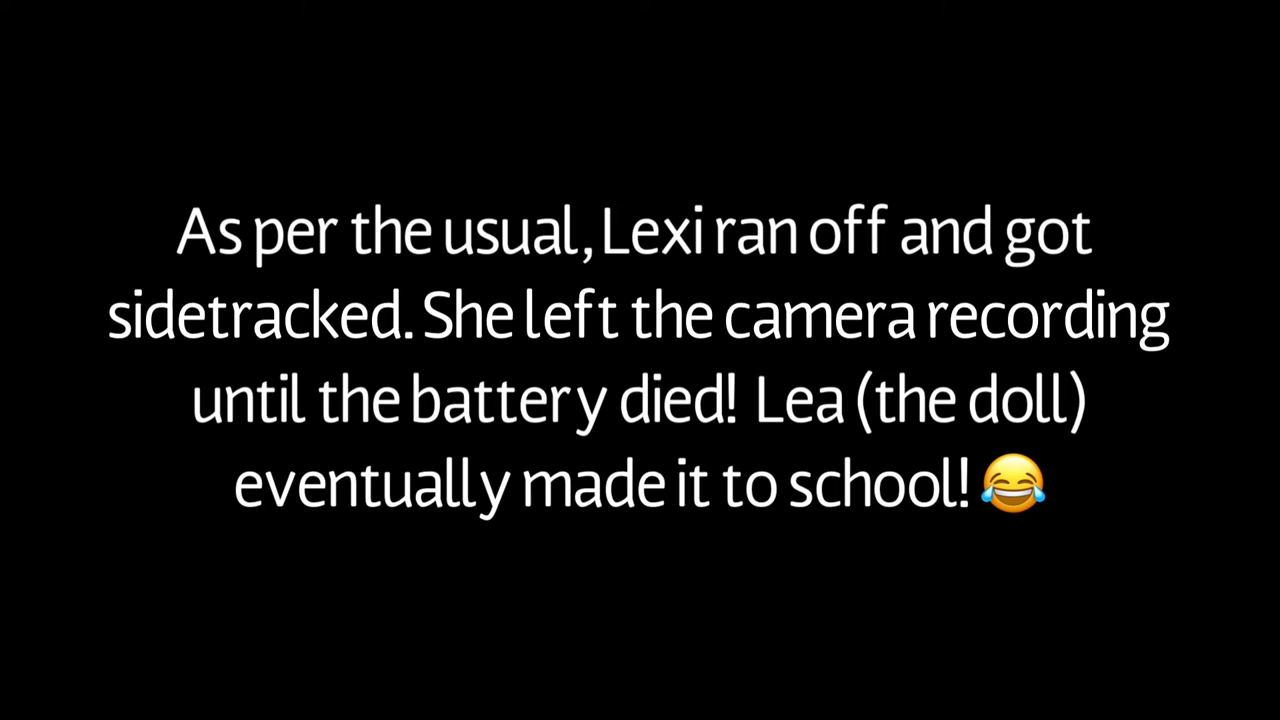 As per the usual, Lexi ran off and got
sidetracked. She left the camera recording
until the battery died! Lea (the doll)
eventually made it to school! 😂